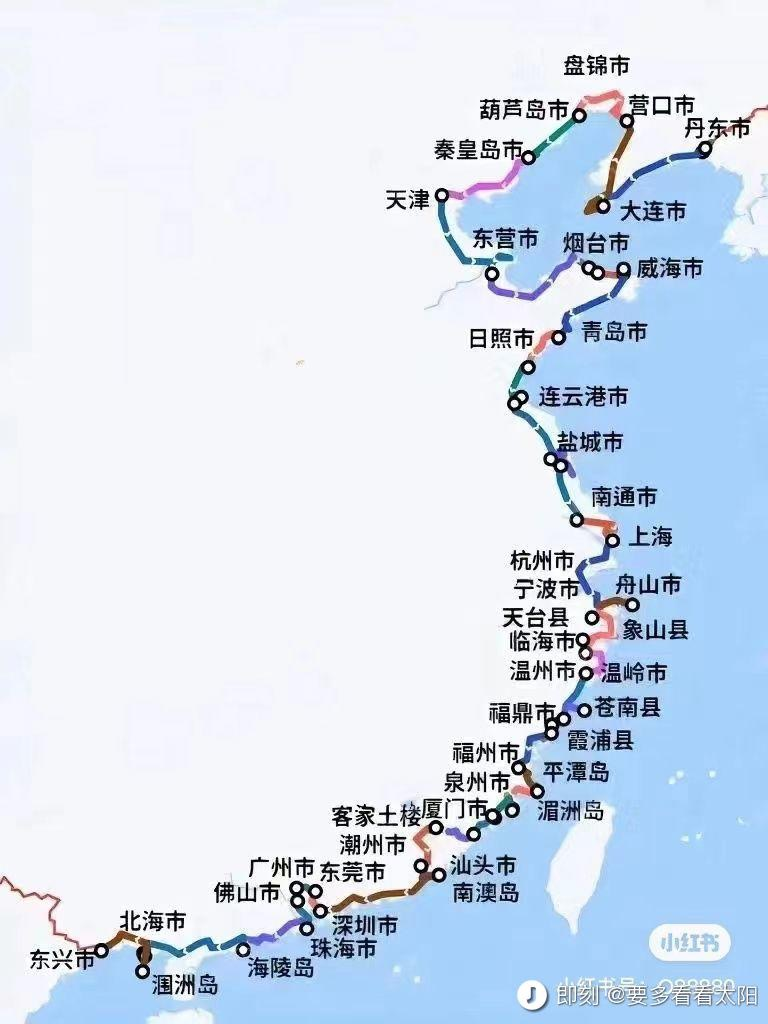 盘锦市
葫芦岛市
营口市
丹东市
秦皇岛市
天津
大连市
东营市
烟台市
威海市
日照市
青岛市
连云港市
盐城市
南通市
上海
杭州市
宁波市
舟山市
天台县
象山县
临海市
温州市
温岭市
苍南县
福鼎市
霞浦县
福州市
平潭岛
泉州市
客家土楼
厦门市
湄洲岛
潮州市
汕头市
广州市
东莞市
南澳岛
佛山市
深圳市
北海市
珠海市
东兴市
海陵岛
涠洲岛
小红书
小红书号
即刻 @要多看看太阳